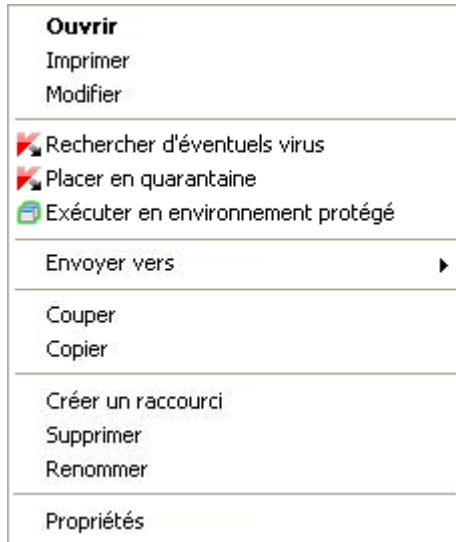 Ouvrir
Imprimer
Modifier
Rechercher d'éventuels virus
Placer en quarantaine
Exécuter en environnement protégé
Envoyer vers
Couper
Copier
Créer un raccourci
Supprimer
Renommer
Propriétés